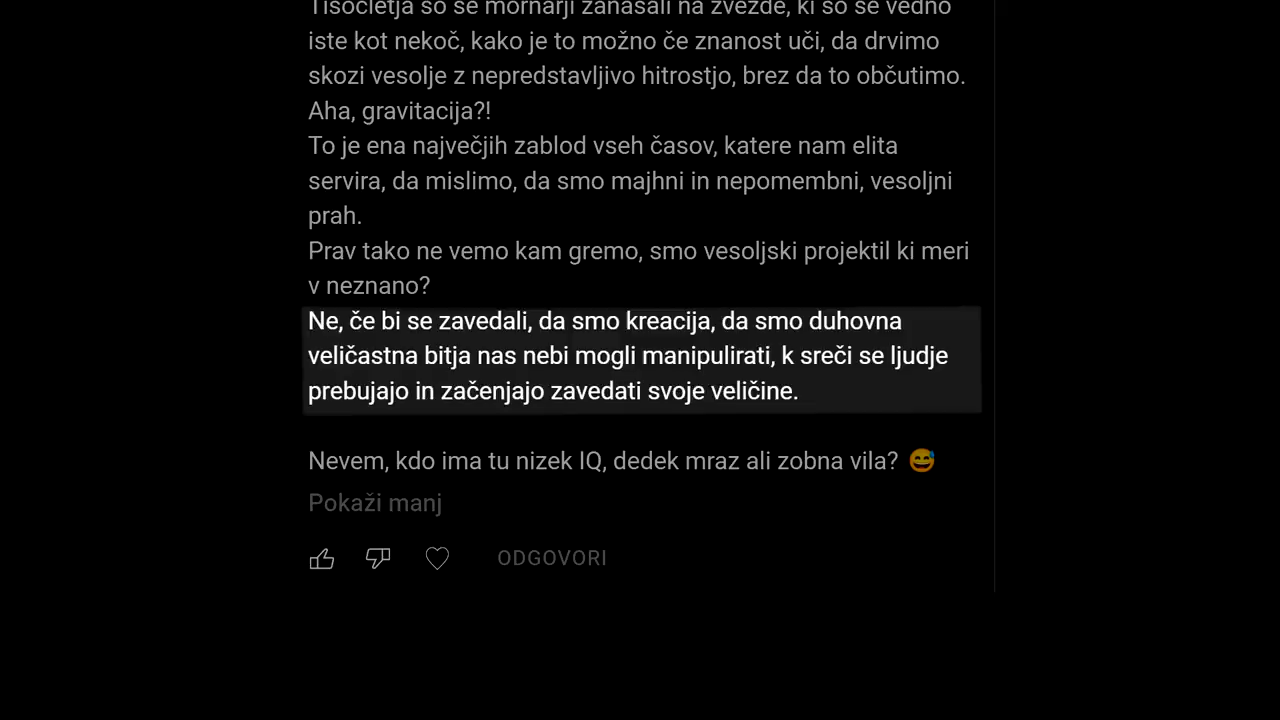 Tisočletja so se mornarji zanašali na zvezde, ki so še vedno
iste kot nekoč, kako je to možno če znanost uči, da drvimo
skozi vesolje z nepredstavljivo hitrostjo, brez da to občutimo.
Aha, gravitacija?!
To je ena največjih zablod vseh časov, katere nam elita
servira, da mislimo, da smo majhni in nepomembni, vesoljni
prah.
Prav tako ne vemo kam gremo, smo vesoljski projektil ki meri
v neznano?
Ne, če bi se zavedali, da smo kreacija, da smo duhovna
veličastna bitja nas nebi mogli manipulirati, k sreči se ljudje
prebujajo in začenjajo zavedati svoje veličine.
Nevem, kdo ima tu nizek IQ, dedek mraz ali zobna vila? 😅
Pokaži manj
ODGOVORI